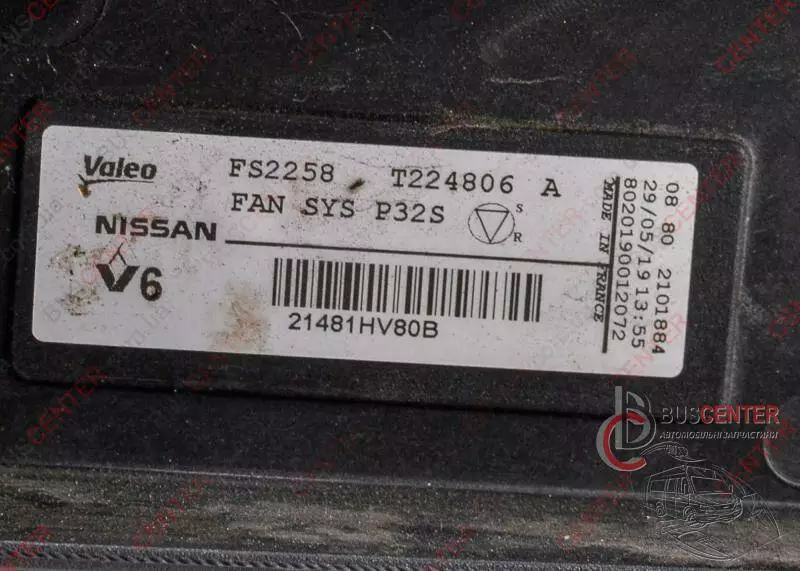 Valeo FS2258 T224806 A
FAN SYS P32S
S
R
NISSAN
V6
21481HV80B
MADE IN FRANCE
8020190012072
29/05/19 13:55
08 80 2101884
BUSCENTER
АВТОМОБІЛЬНІ ЗАПЧАСТИНИ